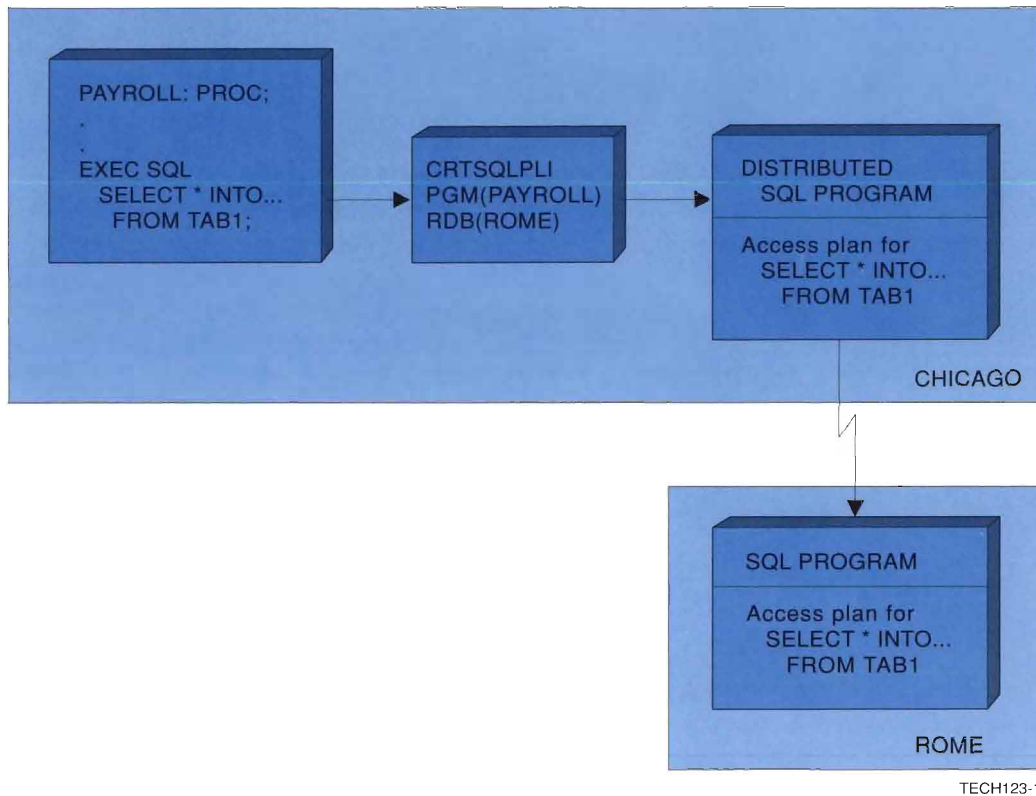 PAYROLL: PROC;
.
.
EXEC SQL
SELECT * INTO...
FROM TAB1;
CRTSQLPLI
PGM(PAYROLL)
RDB(ROME)
DISTRIBUTED
SQL PROGRAM
Access plan for
SELECT * INTO...
FROM TAB1
CHICAGO
SQL PROGRAM
Access plan for
SELECT * INTO...
FROM TAB1
ROME